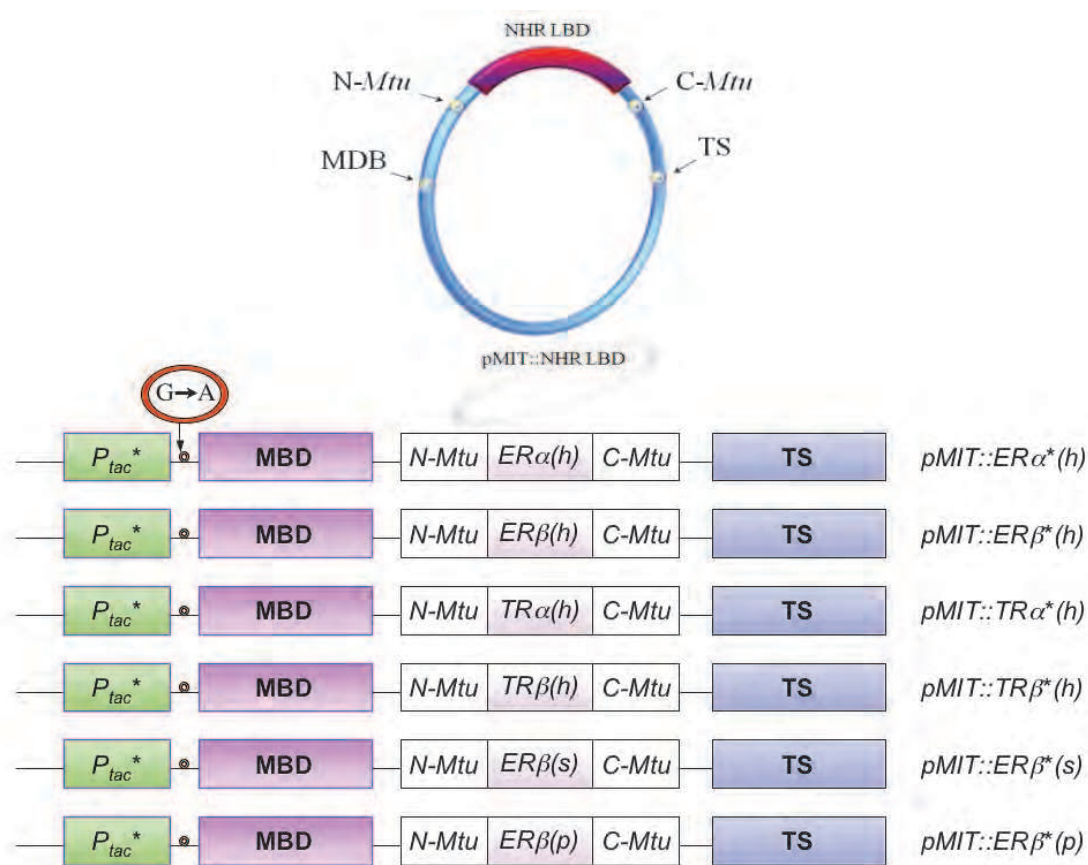 NHR LBD
N-Mtu
C-Mtu
MDB
TS
pMIT::NHR LBD
G→A
Ptac* MBD N-Mtu ERα(h) C-Mtu TS pMIT::ERα*(h)
Ptac* MBD N-Mtu ERβ(h) C-Mtu TS pMIT::ERβ*(h)
Ptac* MBD N-Mtu TRα(h) C-Mtu TS pMIT::TRα*(h)
Ptac* MBD N-Mtu TRβ(h) C-Mtu TS pMIT::TRβ*(h)
Ptac* MBD N-Mtu ERβ(s) C-Mtu TS pMIT::ERβ*(s)
Ptac* MBD N-Mtu ERβ(p) C-Mtu TS pMIT::ERβ*(p)